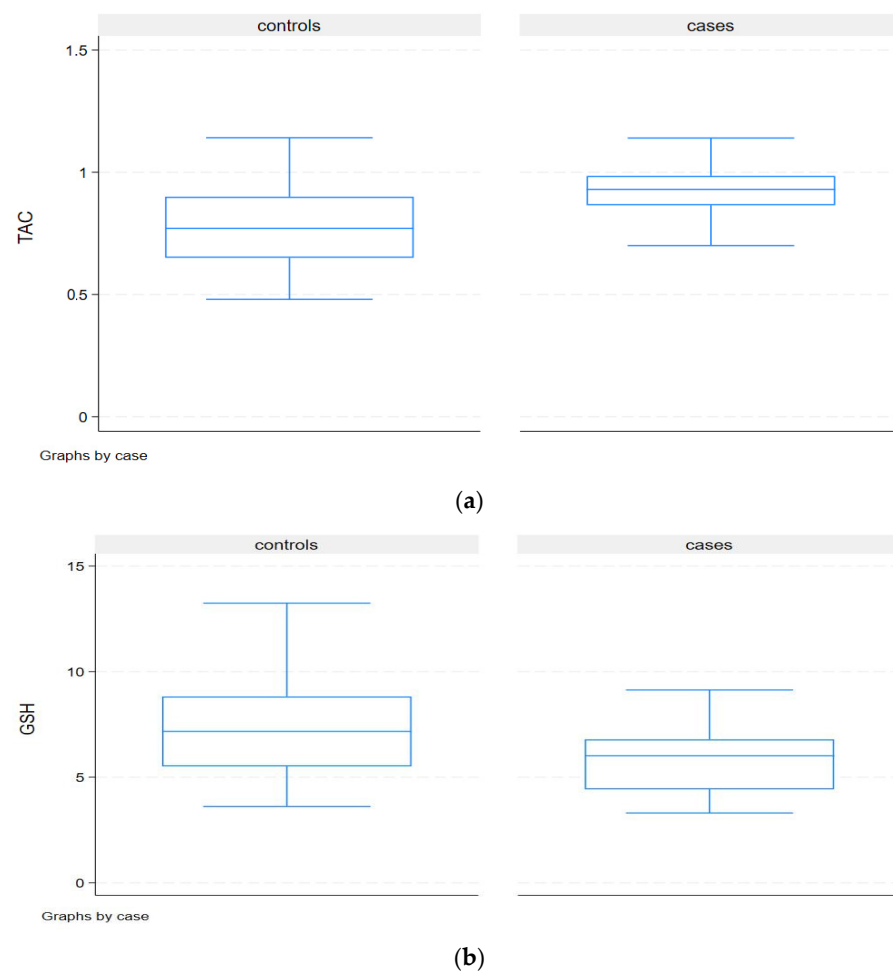 controls cases
1.5
1
0.5
0
TAC
Graphs by case
(a)
controls cases
15
10
5
0
GSH
Graphs by case
(b)